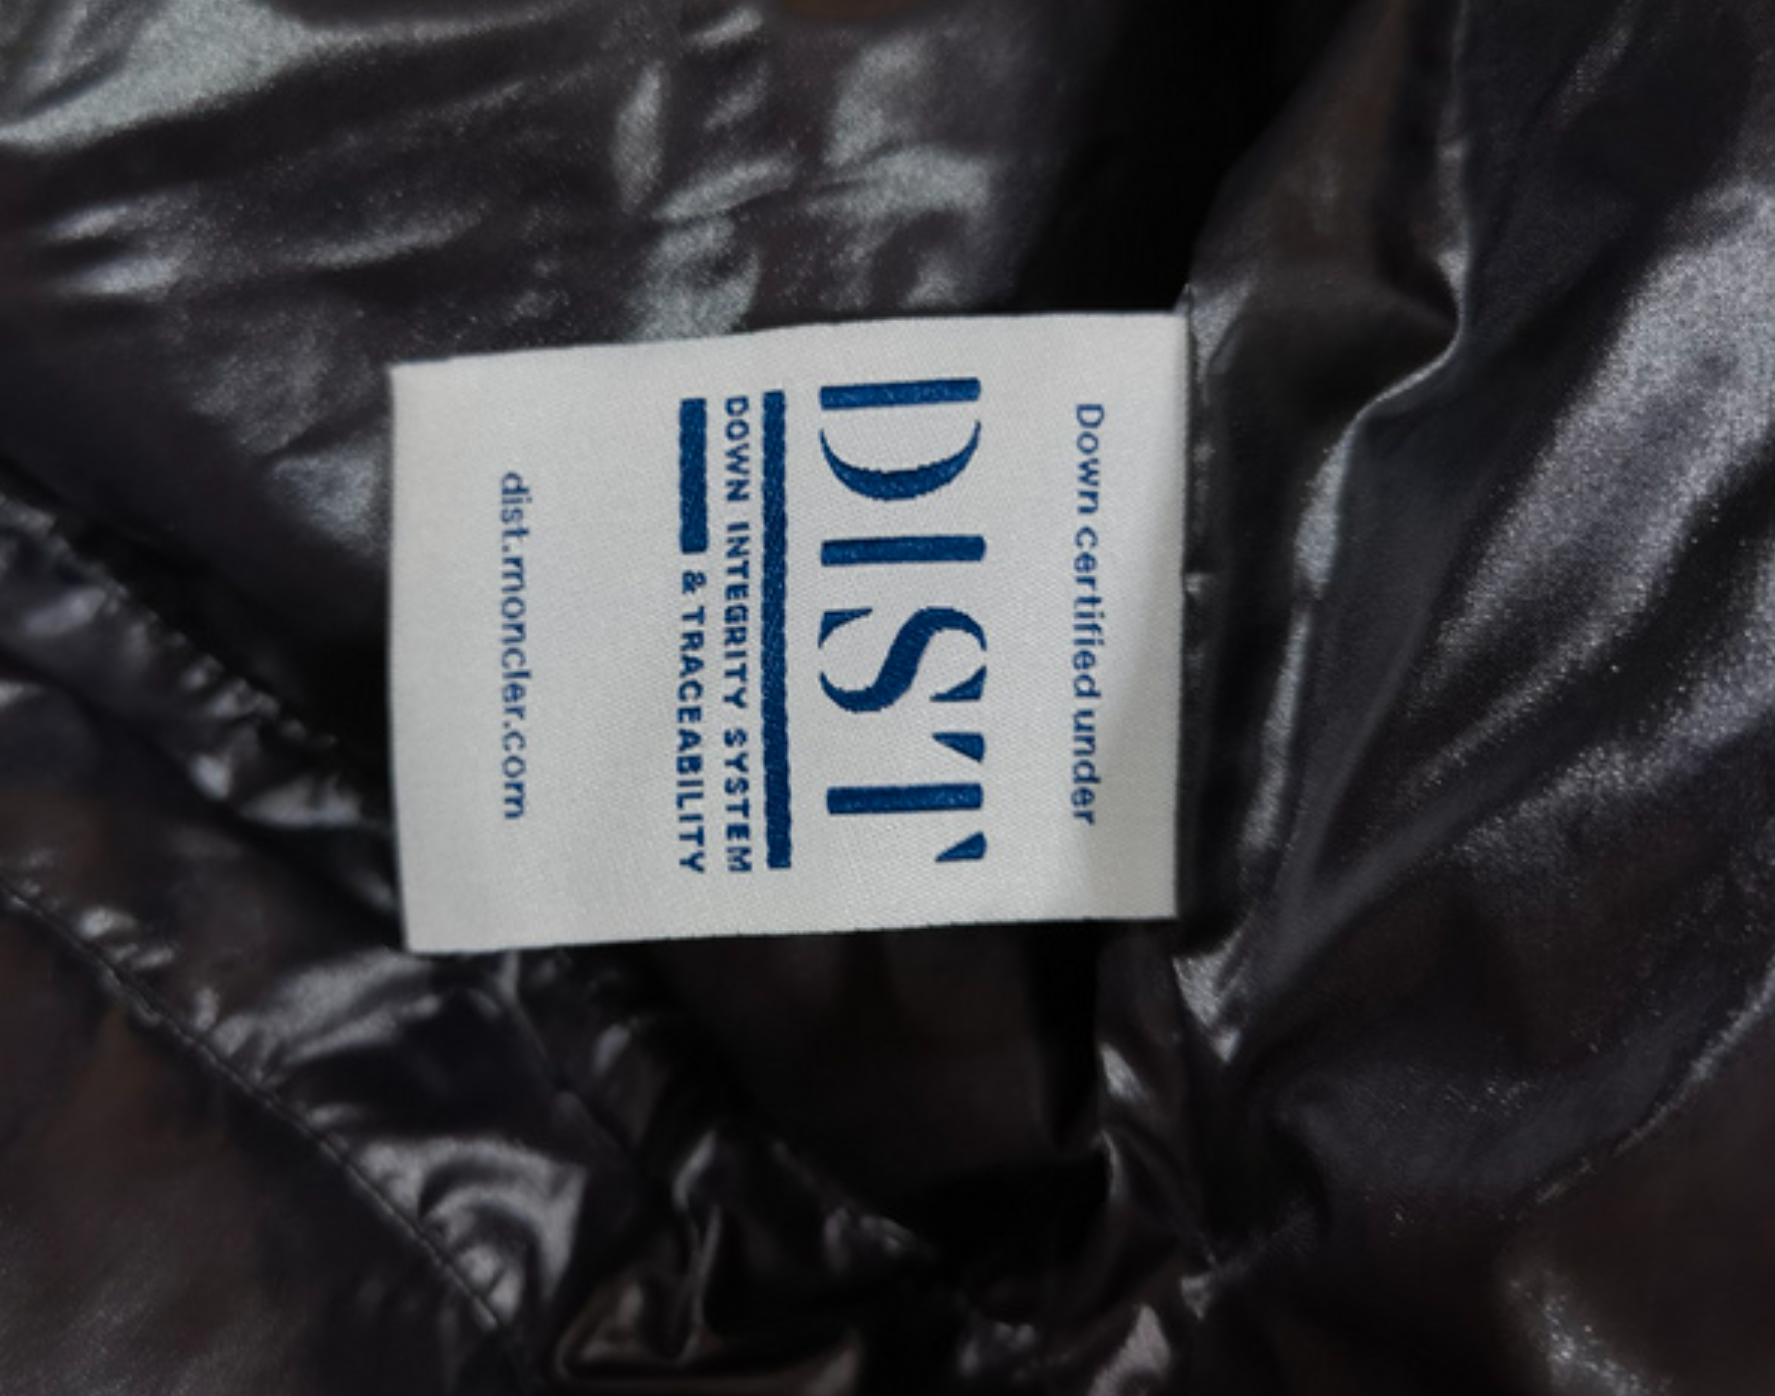 Down certified under
DIST
DOWN INTEGRITY SYSTEM
& TRACEABILITY
dist.moncler.com